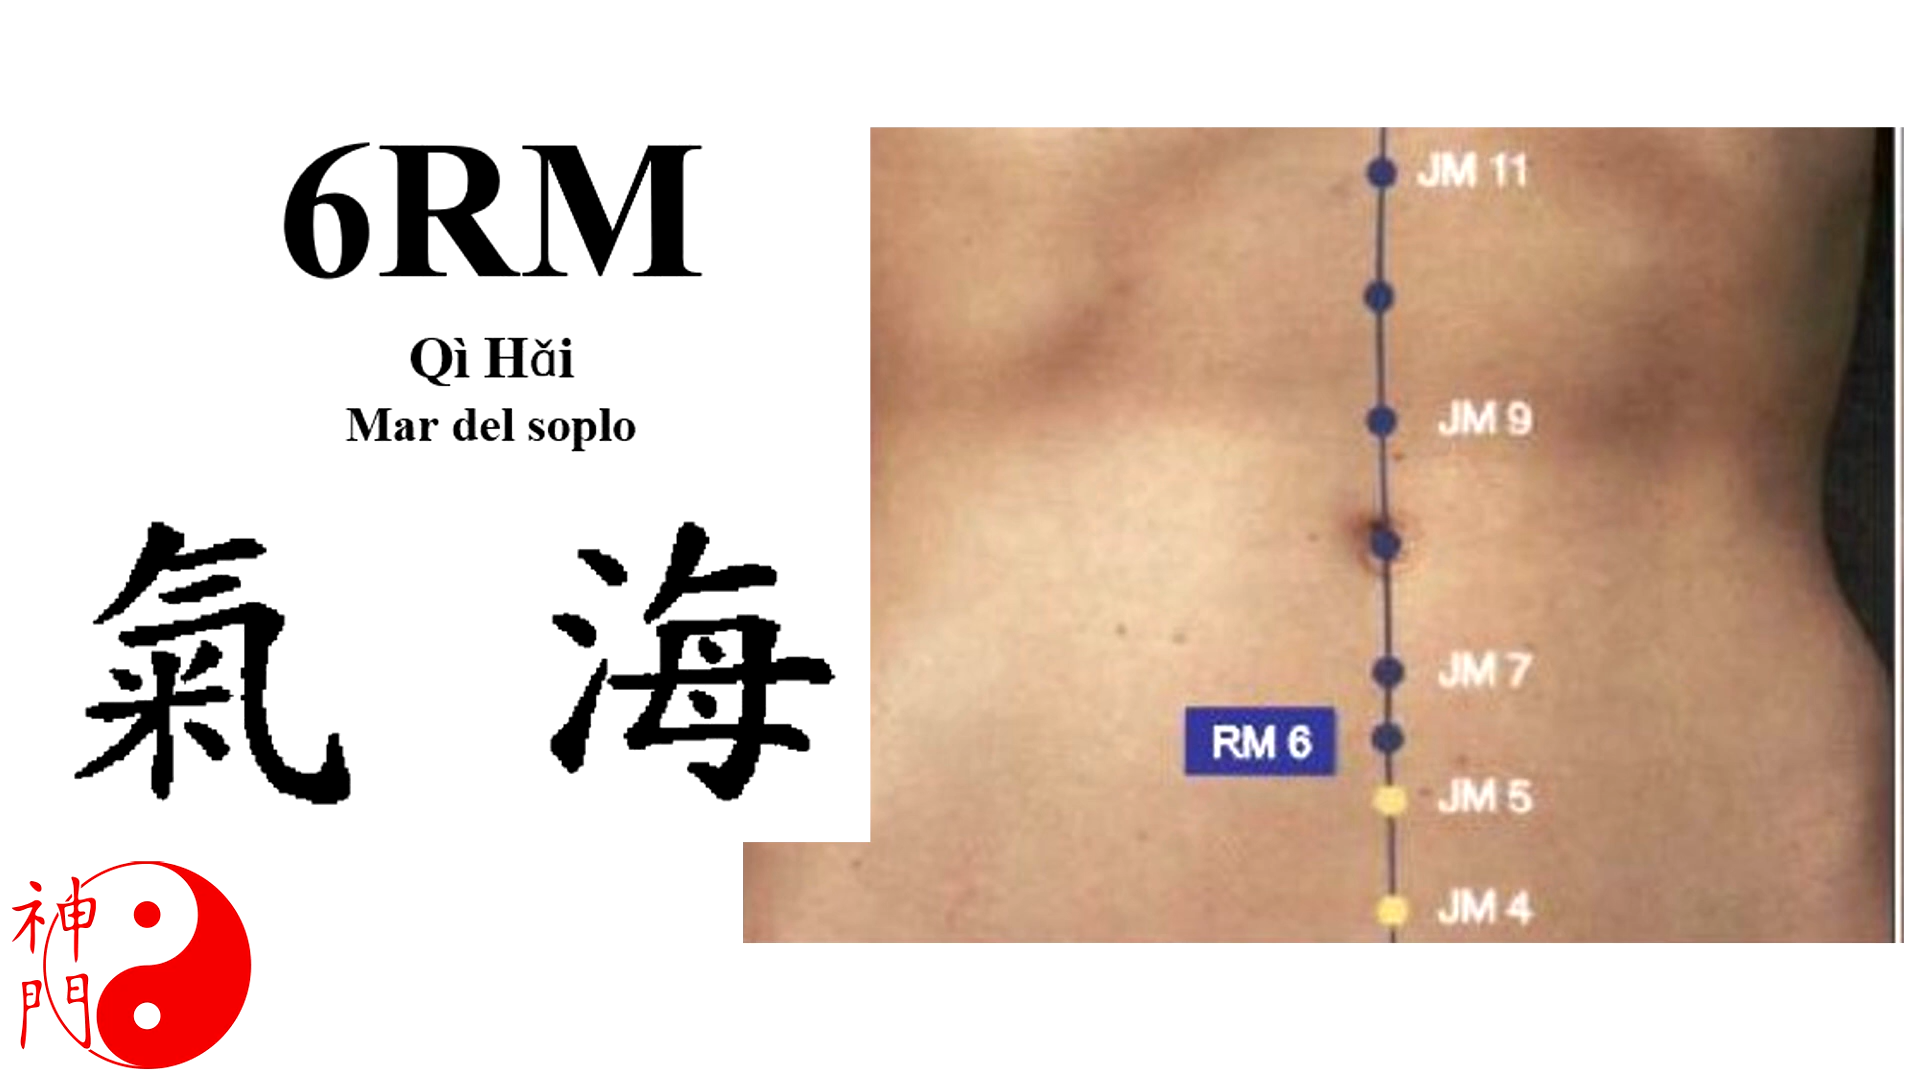 6RM
Qì Hǎi
Mar del soplo
氣 海
神
門
JM 11
JM 9
JM 7
RM 6
JM 5
JM 4